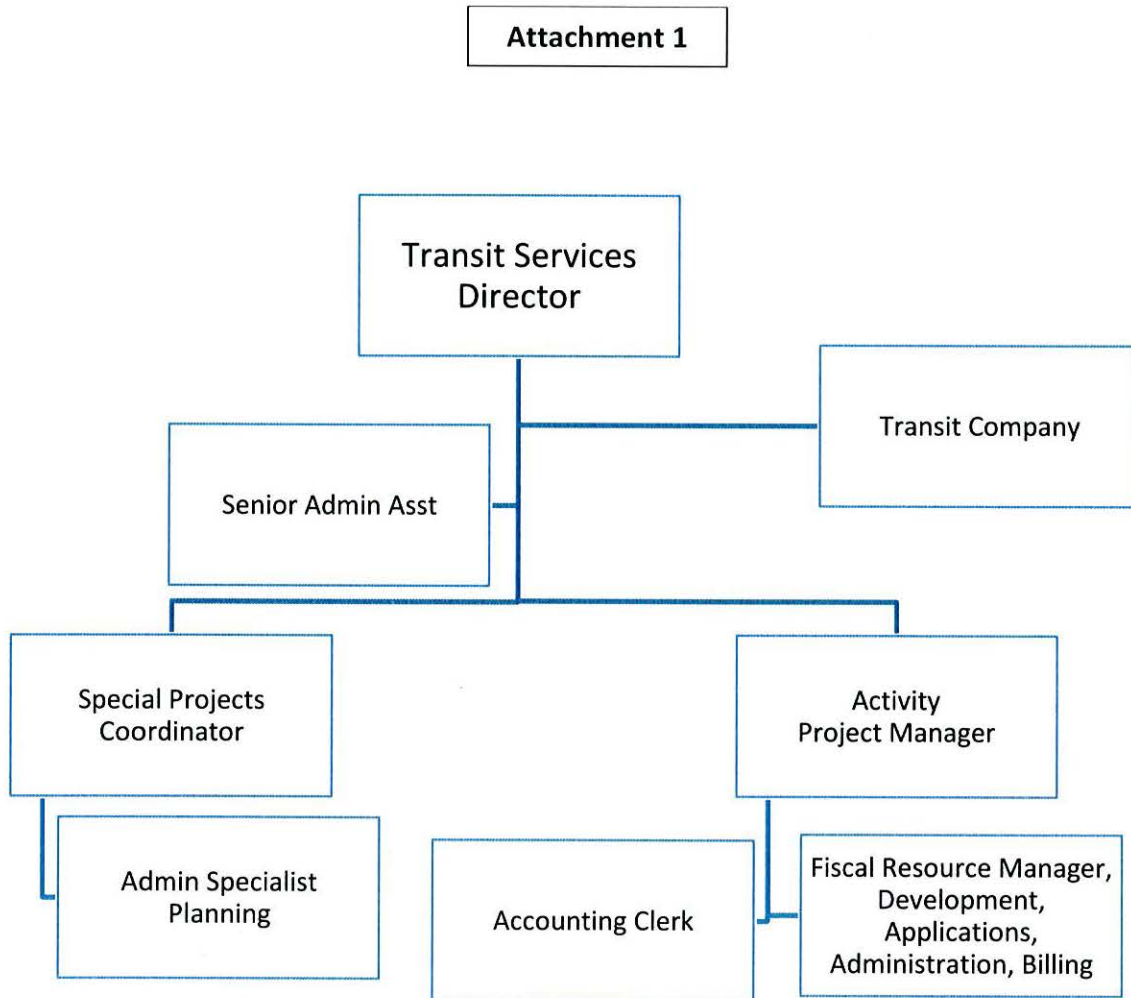 Attachment 1
Transit Services
Director
Transit Company
Senior Admin Asst
Special Projects
Coordinator
Activity
Project Manager
Admin Specialist
Planning
Accounting Clerk
Fiscal Resource Manager,
Development,
Applications,
Administration, Billing